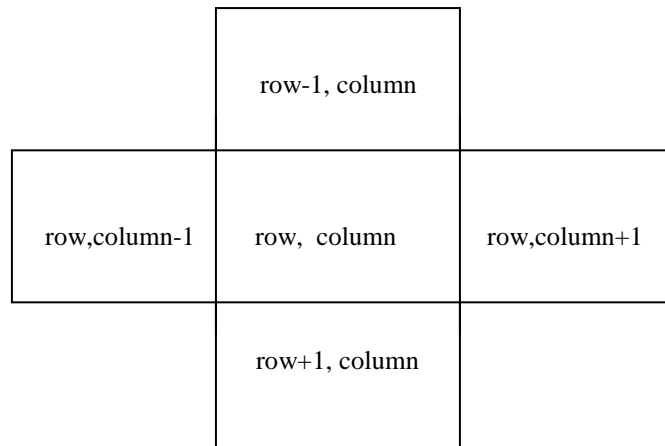 row-1, column
row,column-1
row, column
row,column+1
row+1, column